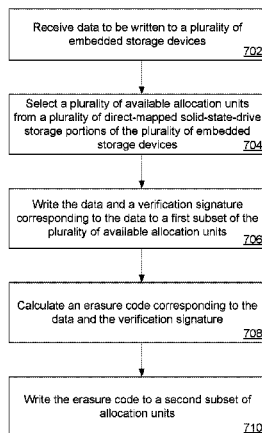 Receive data to be written to a plurality of
embedded storage devices
702
Select a plurality of available allocation units
from a plurality of direct-mapped solid-state-drive
storage portions of the plurality of embedded
storage devices
704
Write the data and a verification signature
corresponding to the data to a first subset of the
plurality of available allocation units
706
Calculate an erasure code corresponding to the
data and the verification signature
708
Write the erasure code to a second subset of
allocation units
710